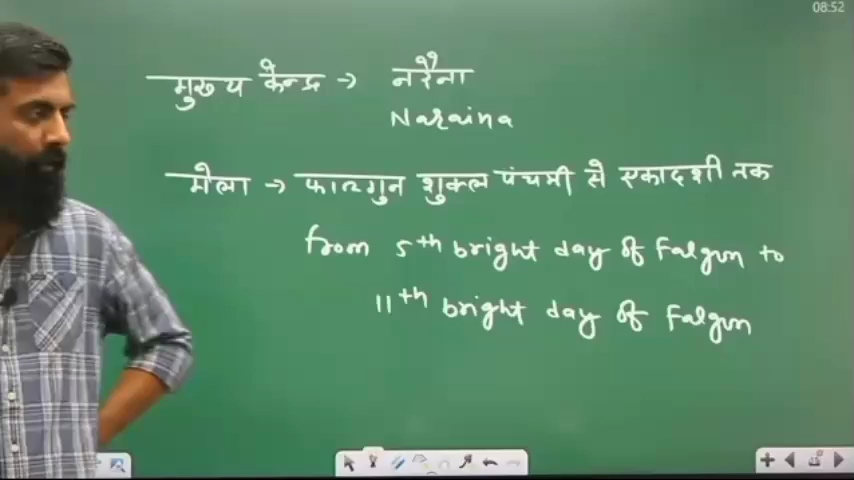 08:52
मुख्य केन्द्र → नरैना
Naraina
मेला → फाल्गुन शुक्ल पंचमी से एकादशी तक
from 5th bright day of Falgun to
11th bright day of Falgun